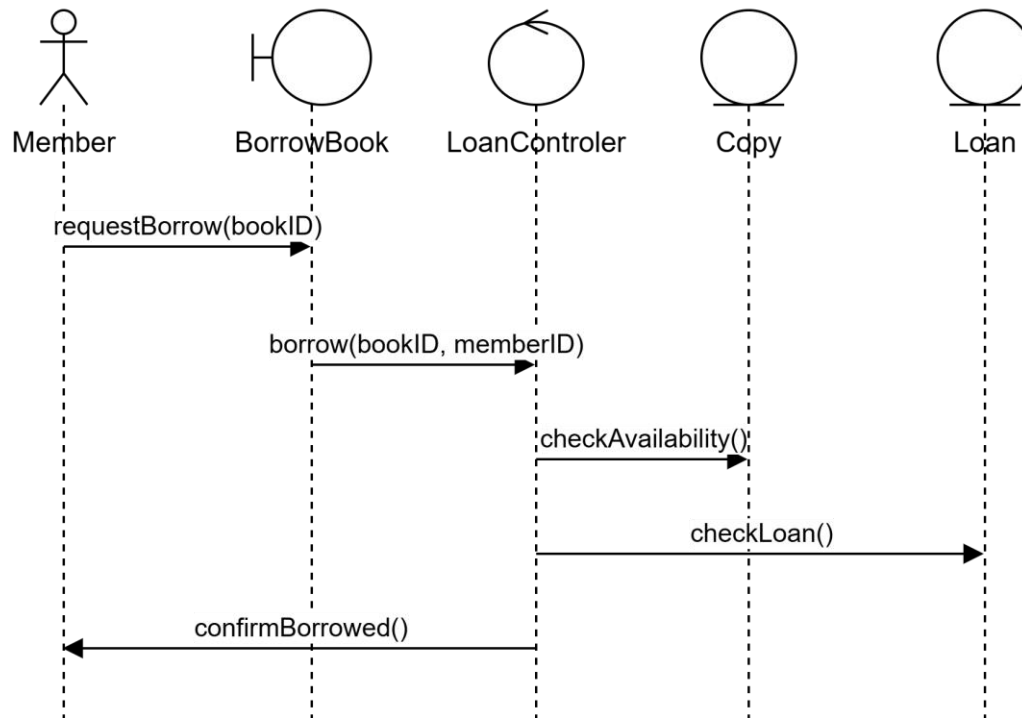 Member
BorrowBook
LoanControler
Copy
Loan
requestBorrow(bookID)
borrow(bookID, memberID)
checkAvailability()
checkLoan()
confirmBorrowed()